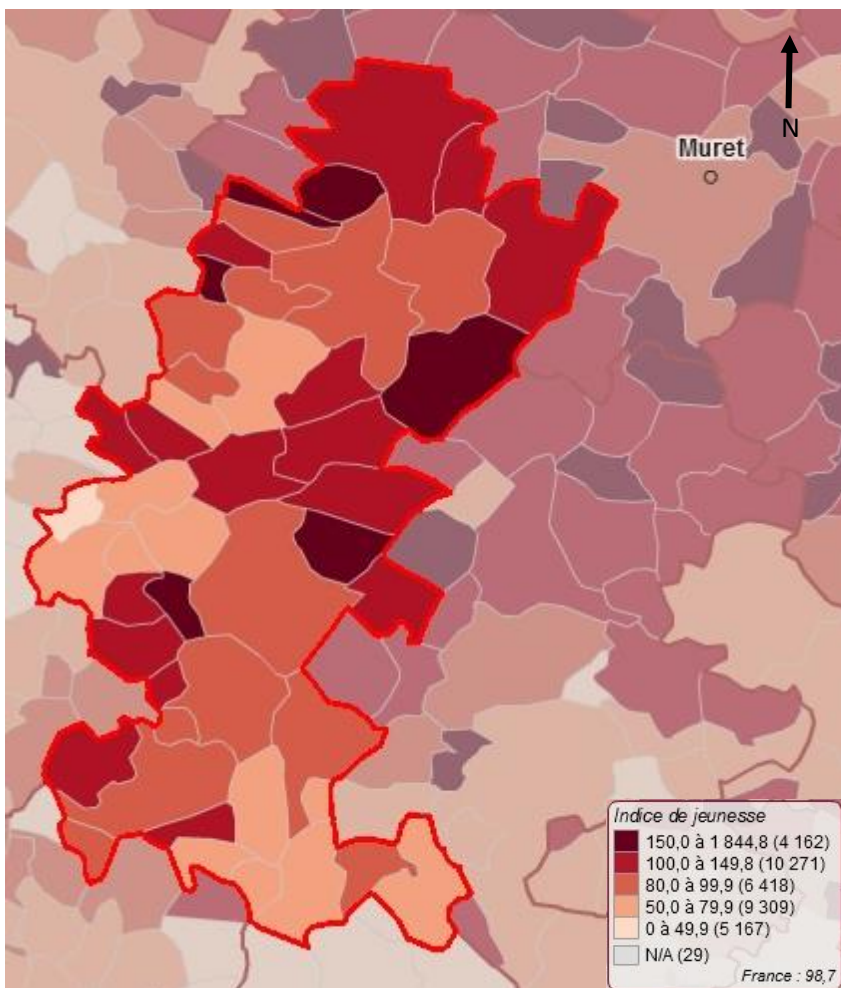 N
Muret
Indice de jeunesse
150,0 à 1 844,8 (4 162)
100,0 à 149,8 (10 271)
80,0 à 99,9 (6 418)
50,0 à 79,9 (9 309)
0 à 49,9 (5 167)
N/A (29)
France : 98,7